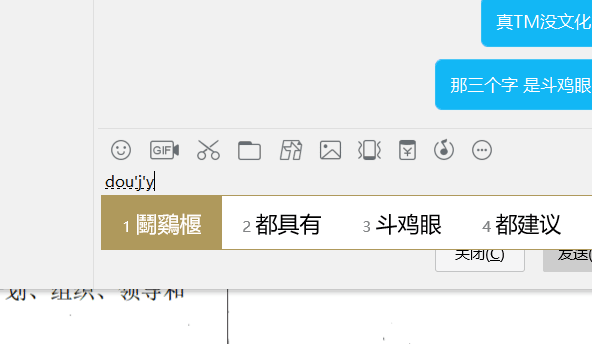 真TM没文化
那三个字 是斗鸡眼
GIF
dou'j'y
1 鬭鷄樞 2 都具有 3 斗鸡眼 4 都建议
关闭(C) 发送(
划、组织、领导和